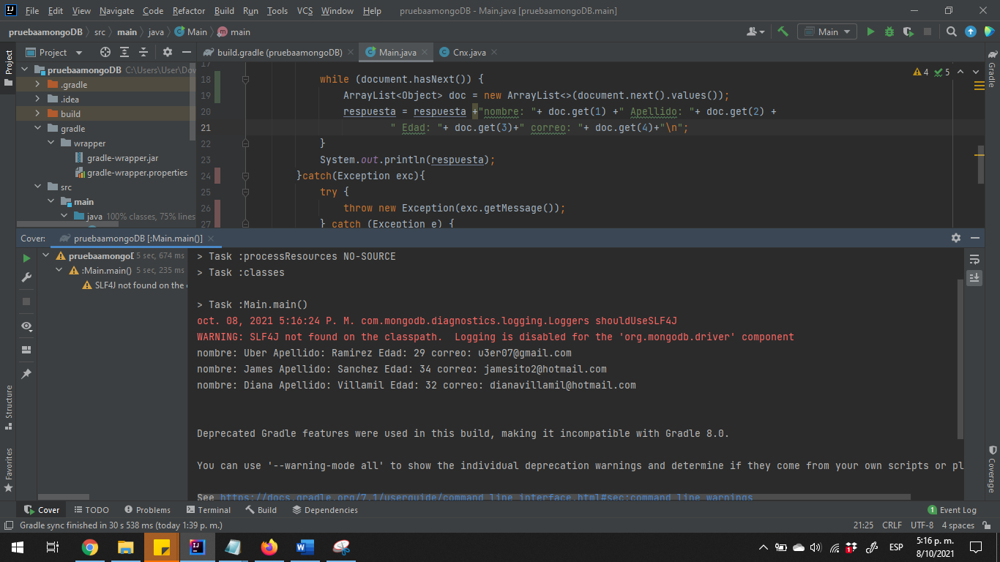 File Edit View Navigate Code Refactor Build Run Tools VCS Window Help pruebaamongoDB - Main.java [pruebaamongoDB.main]
pruebaamongoDB src main java Main main
Main
Project
build.gradle (pruebaamongoDB)
Main.java
Cnx.java
Project
Gradle
pruebaamongoDB C:\Users\User\Dov
.gradle
.idea
build
gradle
wrapper
gradle-wrapper.jar
gradle-wrapper.properties
src
main
java 100% classes, 75% lines
4 5
17
18 while (document.hasNext()) {
19 ArrayList<Object> doc = new ArrayList<>(document.next().values());
20 respuesta = respuesta +"nombre: "+ doc.get(1) +" Apellido: "+ doc.get(2) +
21 " Edad: "+ doc.get(3)+" correo: "+ doc.get(4)+"\n";
22 }
23 System.out.println(respuesta);
24 }catch(Exception exc){
25 try {
26 throw new Exception(exc.getMessage());
27 } catch (Exception e) {
Cover: pruebaamongoDB [:Main.main()]
pruebaamongoD 5 sec, 674 ms
:Main.main() 5 sec, 235 ms
SLF4J not found on the c
> Task :processResources NO-SOURCE
> Task :classes
> Task :Main.main()
oct. 08, 2021 5:16:24 P. M. com.mongodb.diagnostics.logging.Loggers shouldUseSLF4J
WARNING: SLF4J not found on the classpath.  Logging is disabled for the 'org.mongodb.driver' component
nombre: Uber Apellido: Ramirez Edad: 29 correo: u3er07@gmail.com
nombre: James Apellido: Sanchez Edad: 34 correo: jamesito2@hotmail.com
nombre: Diana Apellido: Villamil Edad: 32 correo: dianavillamil@hotmail.com
Deprecated Gradle features were used in this build, making it incompatible with Gradle 8.0.
You can use '--warning-mode all' to show the individual deprecation warnings and determine if they come from your own scripts or pl
See https://docs.gradle.org/7.1/userguide/command_line_interface.html#sec:command_line_warnings
Structure
Favorites
Coverage
Cover TODO Problems Terminal Build Dependencies 1 Event Log
Gradle sync finished in 30 s 538 ms (today 1:39 p. m.) 21:25 CRLF UTF-8 4 spaces
ESP
5:16 p. m.
8/10/2021